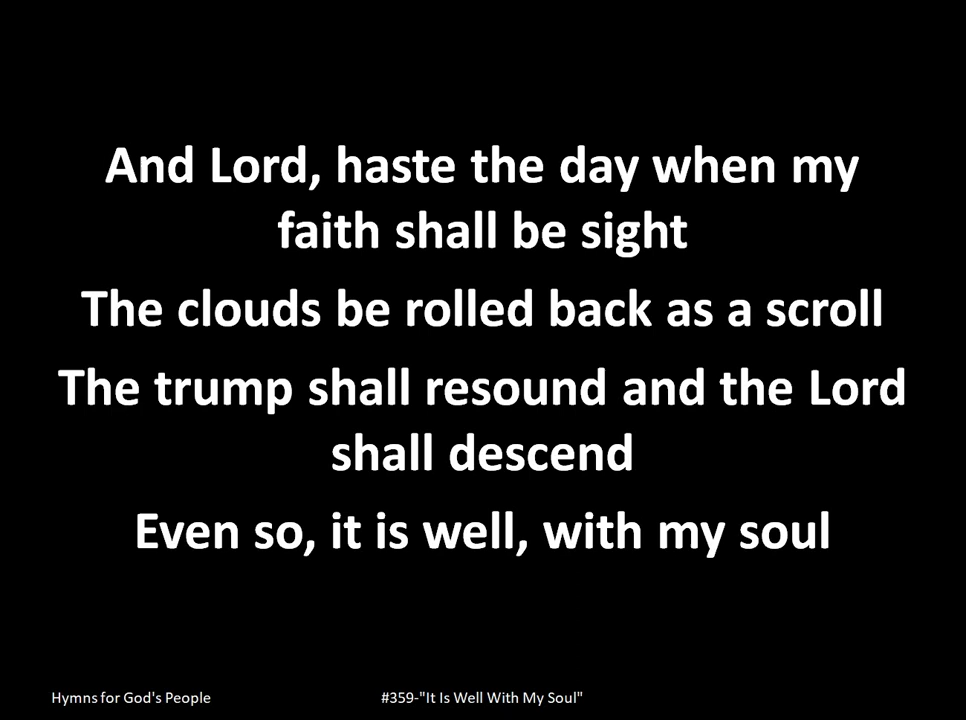 And Lord, haste the day when my
faith shall be sight
The clouds be rolled back as a scroll
The trump shall resound and the Lord
shall descend
Even so, it is well, with my soul
Hymns for God's People
#359-"It Is Well With My Soul"